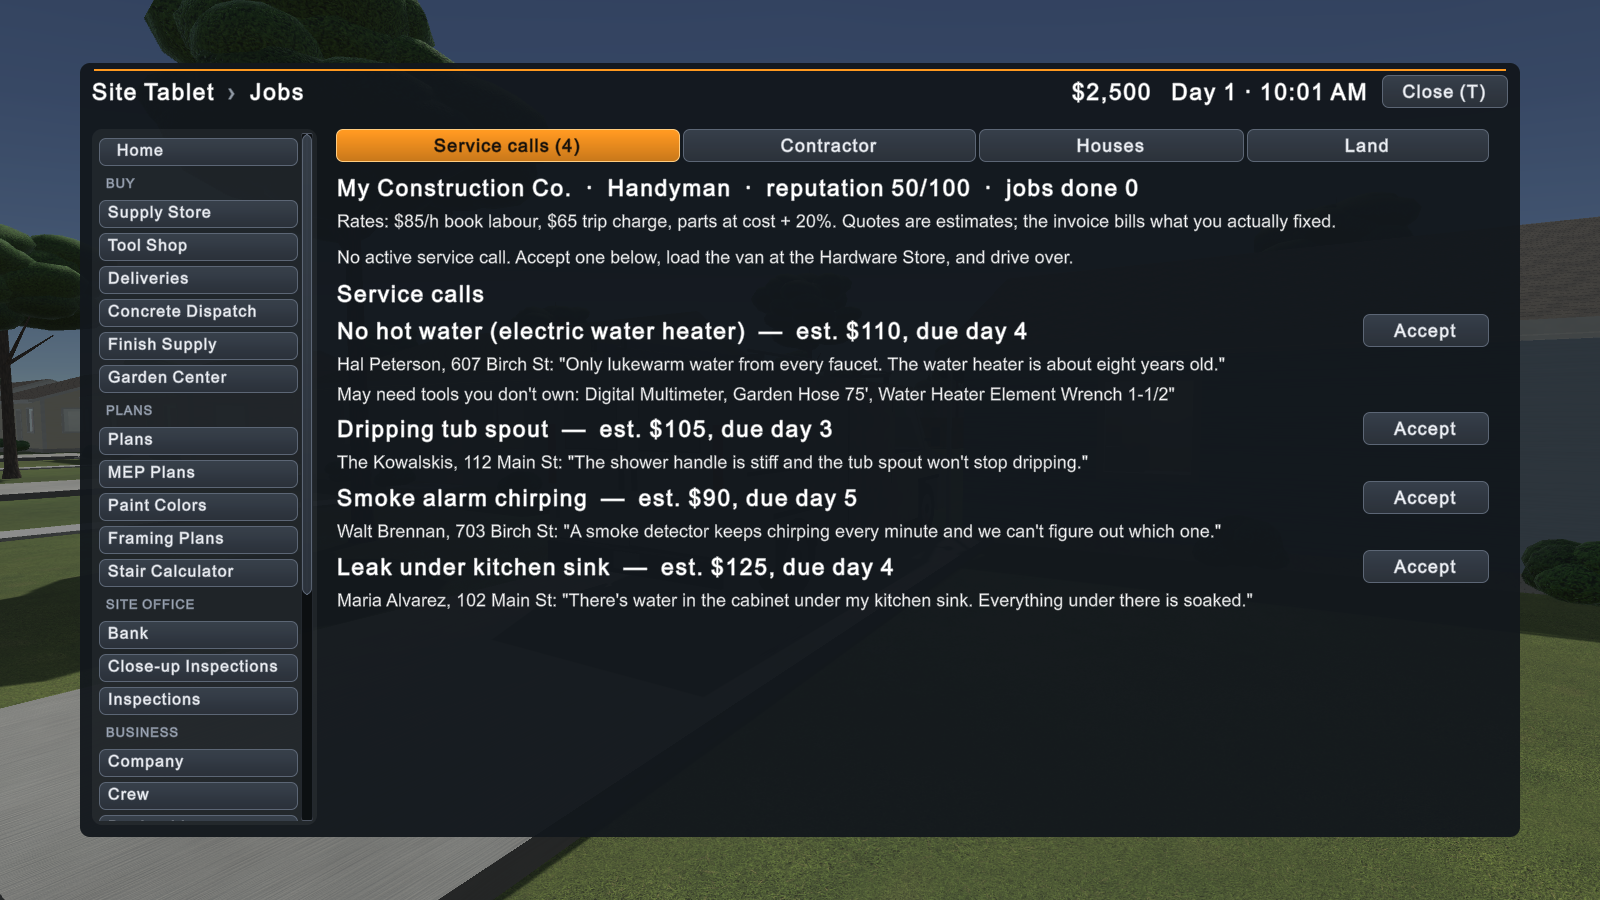 Site Tablet › Jobs
$2,500 Day 1 · 10:01 AM Close (T)
Home
BUY
Supply Store
Tool Shop
Deliveries
Concrete Dispatch
Finish Supply
Garden Center
PLANS
Plans
MEP Plans
Paint Colors
Framing Plans
Stair Calculator
SITE OFFICE
Bank
Close-up Inspections
Inspections
BUSINESS
Company
Crew
Service calls (4) Contractor Houses Land
My Construction Co. · Handyman · reputation 50/100 · jobs done 0
Rates: $85/h book labour, $65 trip charge, parts at cost + 20%. Quotes are estimates; the invoice bills what you actually fixed.
No active service call. Accept one below, load the van at the Hardware Store, and drive over.
Service calls
No hot water (electric water heater) — est. $110, due day 4 Accept
Hal Peterson, 607 Birch St: "Only lukewarm water from every faucet. The water heater is about eight years old."
May need tools you don't own: Digital Multimeter, Garden Hose 75', Water Heater Element Wrench 1-1/2"
Dripping tub spout — est. $105, due day 3 Accept
The Kowalskis, 112 Main St: "The shower handle is stiff and the tub spout won't stop dripping."
Smoke alarm chirping — est. $90, due day 5 Accept
Walt Brennan, 703 Birch St: "A smoke detector keeps chirping every minute and we can't figure out which one."
Leak under kitchen sink — est. $125, due day 4 Accept
Maria Alvarez, 102 Main St: "There's water in the cabinet under my kitchen sink. Everything under there is soaked."